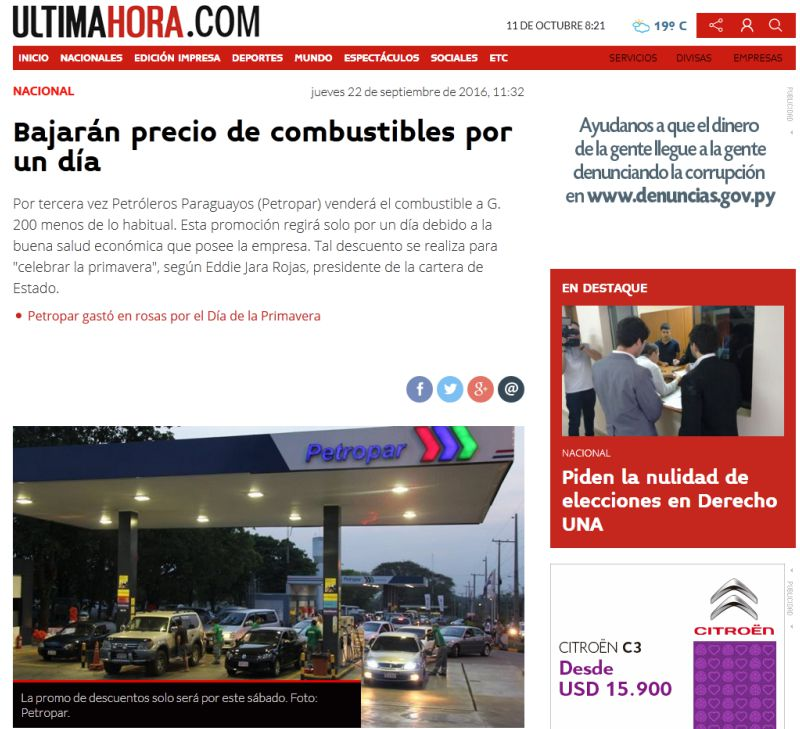 ULTIMAHORA.COM
11 DE OCTUBRE 8:21
19º C
INICIO NACIONALES EDICIÓN IMPRESA DEPORTES MUNDO ESPECTÁCULOS SOCIALES ETC
SERVICIOS DIVISAS EMPRESAS
NACIONAL
jueves 22 de septiembre de 2016, 11:32
Bajarán precio de combustibles por
un día
Por tercera vez Petróleros Paraguayos (Petropar) venderá el combustible a G.
200 menos de lo habitual. Esta promoción regirá solo por un día debido a la
buena salud económica que posee la empresa. Tal descuento se realiza para
"celebrar la primavera", según Eddie Jara Rojas, presidente de la cartera de
Estado.
Petropar gastó en rosas por el Día de la Primavera
f
g+
@
Petropar
Petropar
La promo de descuentos solo será por este sábado. Foto:
Petropar.
PUBLICIDAD
Ayudanos a que el dinero
de la gente llegue a la gente
denunciando la corrupción
en www.denuncias.gov.py
EN DESTAQUE
NACIONAL
Piden la nulidad de
elecciones en Derecho
UNA
PUBLICIDAD
CITROËN
CITROËN C3
Desde
USD 15.900